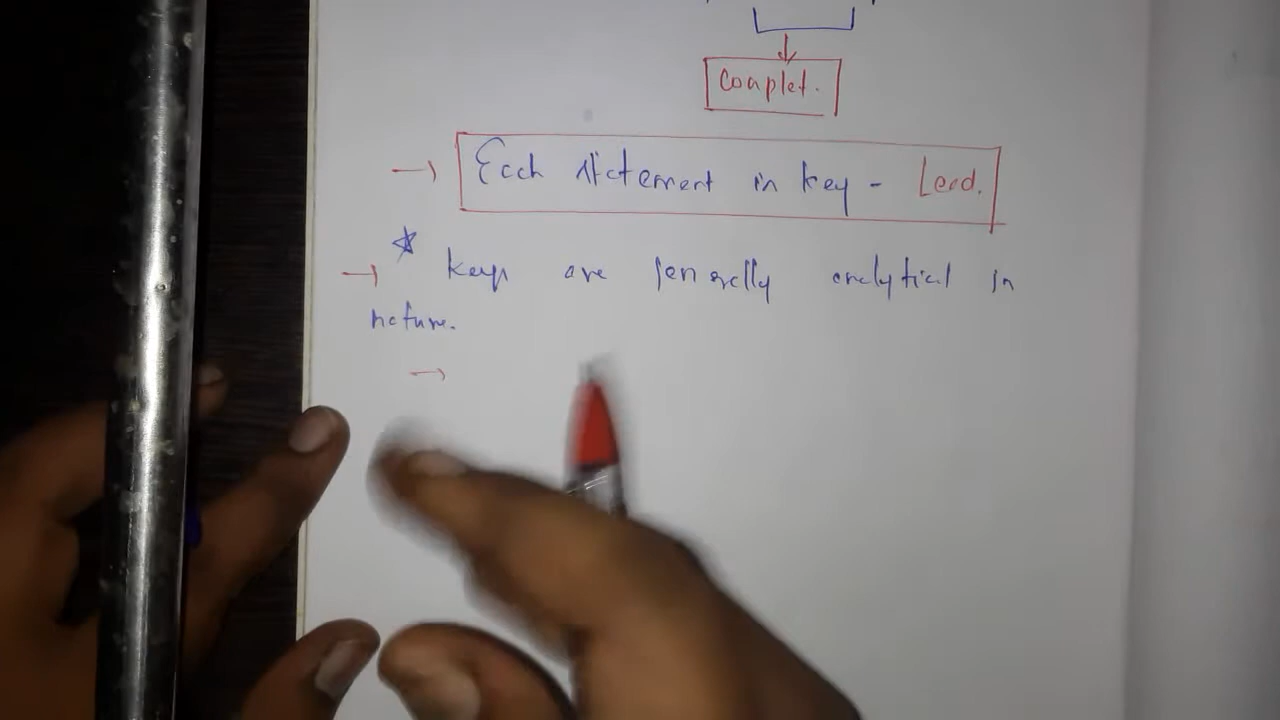 Couplet.
→ Each statement in key - Lead.
→ * Keys are generally analytical in
nature.
→